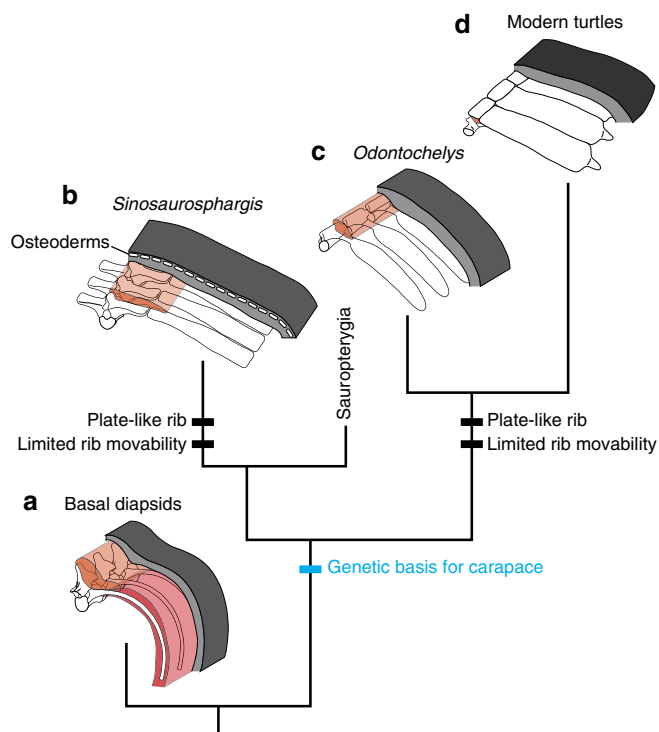 d
Modern turtles
c
Odontochelys
b
Sinosaurosphargis
Osteoderms
Sauropterygia
Plate-like rib
Limited rib movability
Plate-like rib
Limited rib movability
a
Basal diapsids
Genetic basis for carapace